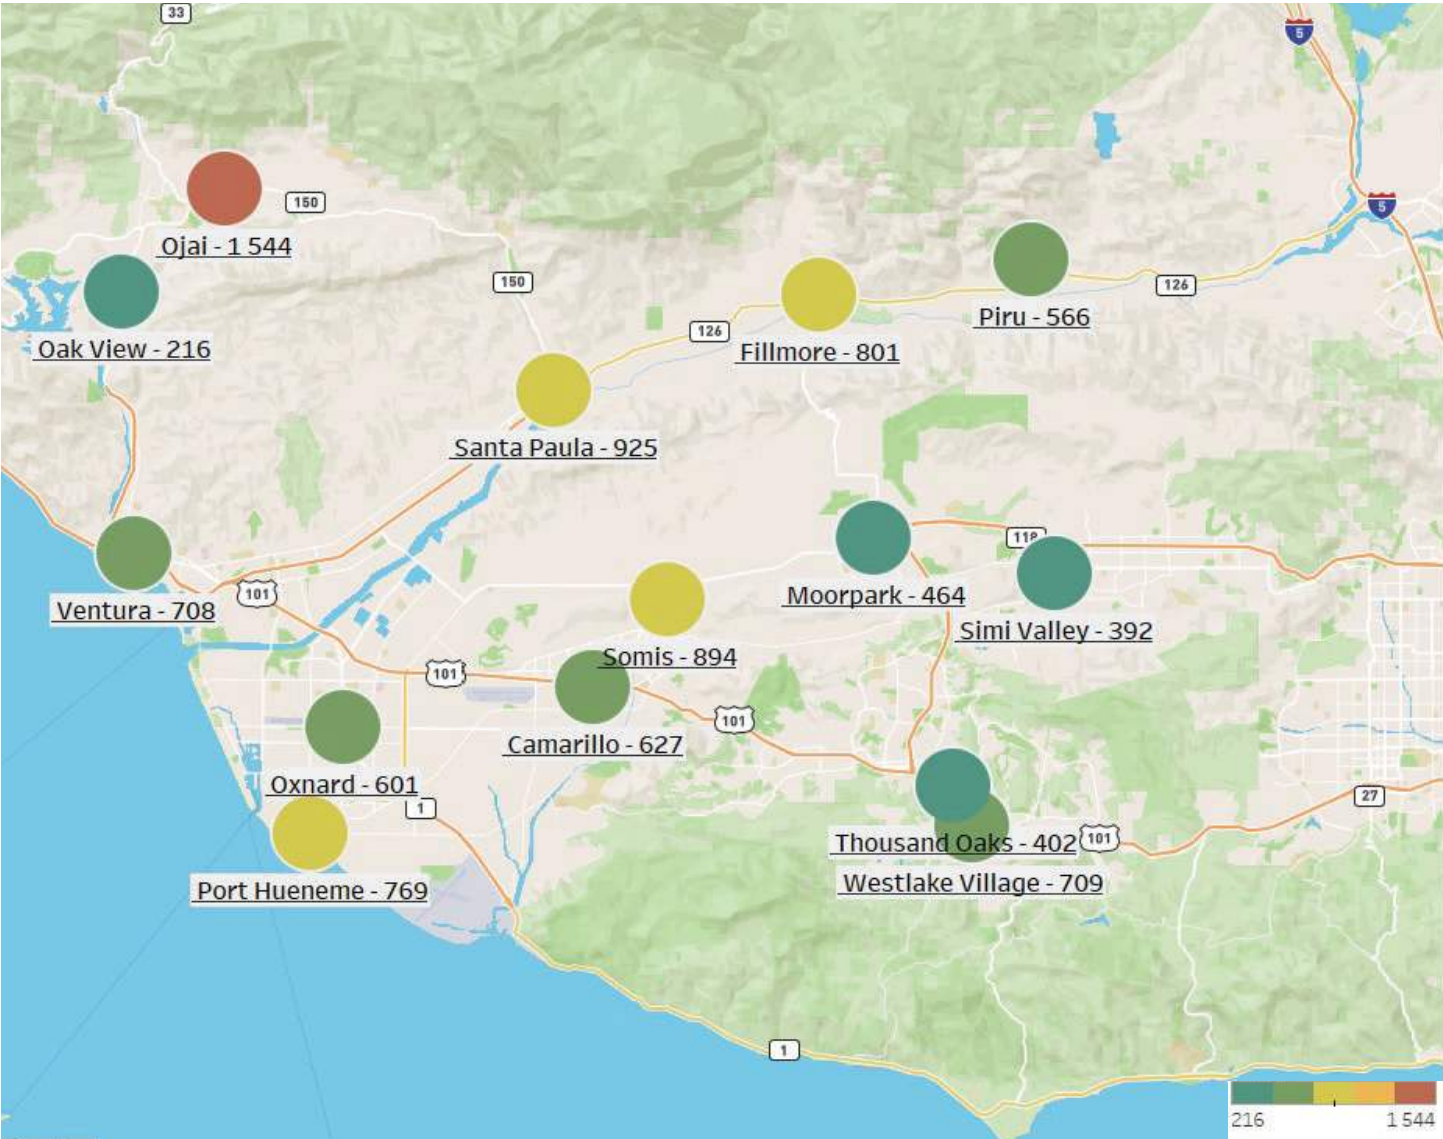 33
5
150
5
Ojai - 1 544
150
126
Piru - 566
Oak View - 216
126
Fillmore - 801
Santa Paula - 925
118
101
Moorpark - 464
Ventura - 708
Simi Valley - 392
Somis - 894
101
101
Camarillo - 627
Oxnard - 601
1
27
Thousand Oaks - 402
101
Westlake Village - 709
Port Hueneme - 769
1
216
1 544